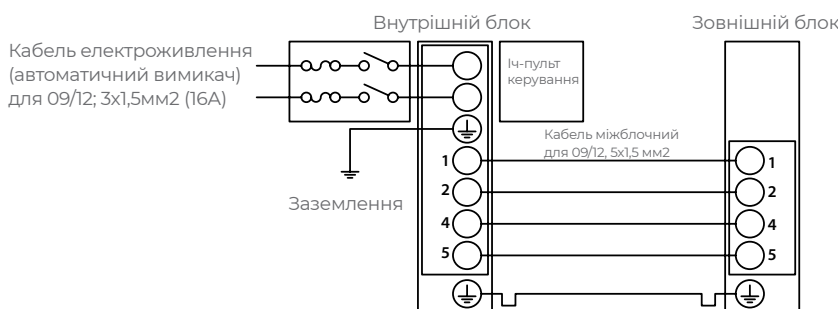 Внутрішній блок
Зовнішній блок
Кабель електроживлення
(автоматичний вимикач)
для 09/12; 3х1,5мм2 (16А)
Іч-пульт
керування
Кабель міжблочний
для 09/12, 5х1,5 мм2
Заземлення
1
1
2
2
4
4
5
5